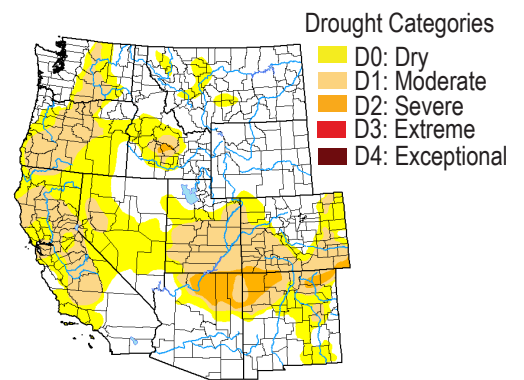 Drought Categories
D0: Dry
D1: Moderate
D2: Severe
D3: Extreme
D4: Exceptional